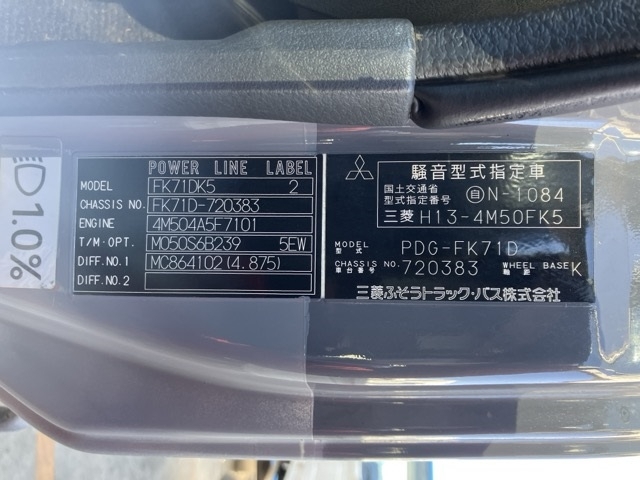 1.0%
POWER LINE LABEL
MODEL FK71DK5 2
CHASSIS NO. FK71D-720383
ENGINE 4M504A5F7101
T/M·OPT. M050S6B239 5EW
DIFF.NO.1 MC864102(4.875)
DIFF.NO.2
騒音型式指定車
国土交通省
型式指定番号 自N-1084
三菱 H13-4M50FK5
MODEL
型式 PDG-FK71D
CHASSIS NO.
車台番号 720383 WHEEL BASE
軸距 K
三菱ふそうトラック・バス株式会社